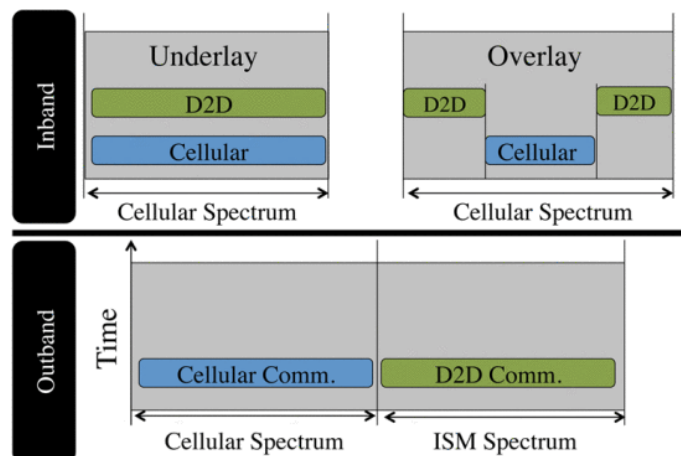 Inband
Underlay
D2D
Cellular
Cellular Spectrum
Overlay
D2D
D2D
Cellular
Cellular Spectrum
Outband
Time
Cellular Comm.
D2D Comm.
Cellular Spectrum
ISM Spectrum